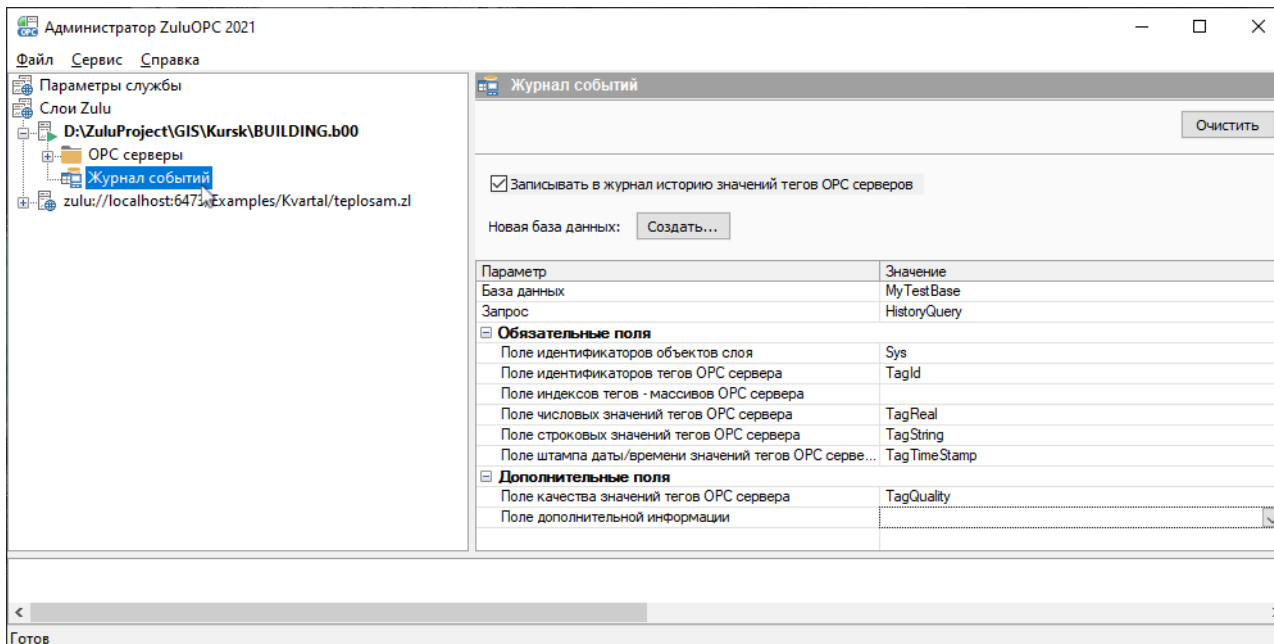 Администратор ZuluOPC 2021
Файл Сервис Справка
Параметры службы
Слои Zulu
D:\ZuluProject\GIS\Kursk\BUILDING.b00
OPC серверы
Журнал событий
zulu://localhost:6473/Examples/Kvartal/teplosam.zl
Журнал событий
Очистить
Записывать в журнал историю значений тегов OPC серверов
Новая база данных: Создать...
Параметр Значение
База данных MyTestBase
Запрос HistoryQuery
Обязательные поля
Поле идентификаторов объектов слоя Sys
Поле идентификаторов тегов OPC сервера TagId
Поле индексов тегов - массивов OPC сервера
Поле числовых значений тегов OPC сервера TagReal
Поле строковых значений тегов OPC сервера TagString
Поле штампа даты/времени значений тегов OPC серве... TagTimeStamp
Дополнительные поля
Поле качества значений тегов OPC сервера TagQuality
Поле дополнительной информации
Готов